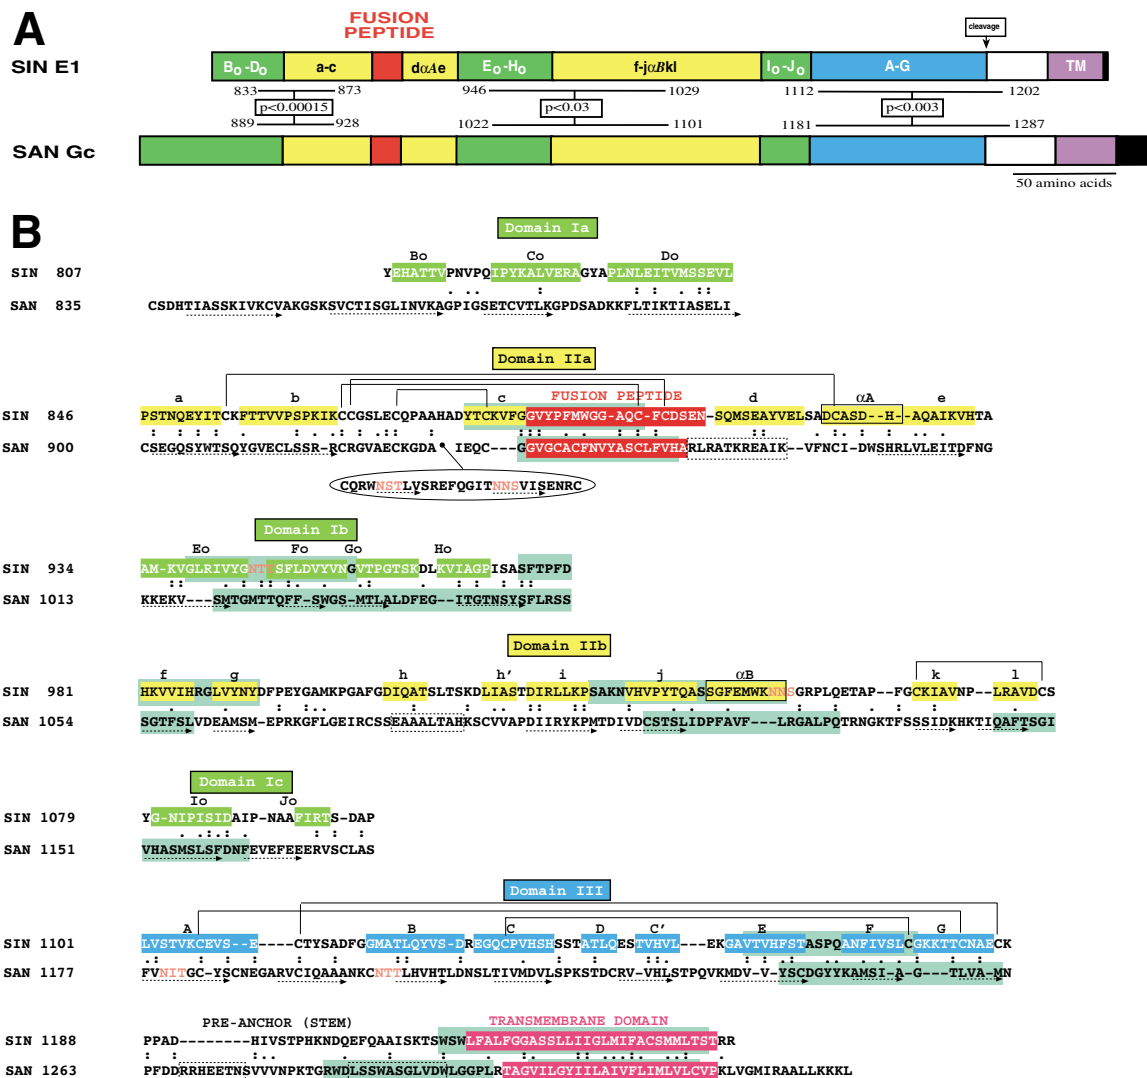 A
FUSION
PEPTIDE
cleavage
SIN E1
Bo-Do a-c dαAe Eo-Ho f-jαBkl Io-Jo A-G TM
833 873 946 1029 1112 1202
p<0.00015 p<0.03 p<0.003
889 928 1022 1101 1181 1287
SAN Gc
50 amino acids
B
Domain Ia
Bo Co Do
SIN 807 YEHATTVPNVPQIPYKALVERAGYAPLNLEITVMSSEVL
SAN 835 CSDHTIASSKIVKCVAKGSKSVCTISGLINVKAGPIGSETCVTLKGPDSADKKFLTIKTIASELI
Domain IIa
a b c FUSION PEPTIDE d αA e
SIN 846 PSTNQEYITCKFTTVVPSPKIKCCGSLECQPAAHADYTCKVFGGVYPFMWGG-AQC-FCDSEN-SQMSEAYVELSADCASD--H--AQAIKVHTA
SAN 900 CSEGQSYWTSQYGVECLSSR-RCRGVAECKGDA IEQC---GGVGCACFNVYASCLFVHARLRATKREAIK--VFNCI-DWSHRLVLEITDFNG
CQRWNSTLVSREFQGITNNSVISENRC
Domain Ib
Eo Fo Go Ho
SIN 934 AM-KVGLRIVYGNTTSFLDVYVNGVTPGTSKDLKVIAGPISASFTPFD
SAN 1013 KKEKV---SMTGMTTQFF-SWGS-MTLALDFEG--ITGTNSYSFLRSS
Domain IIb
f g h h' i j αB k l
SIN 981 HKVVIHRGLVYNYDFPEYGAMKPGAFGDIQATSLTSKDLIASTDIRLLKPSAKNVHVPYTQASSGFEMWKNNSGRPLQETAP--FGCKIAVNP--LRAVDCS
SAN 1054 SGTFSLVDEAMSM-EPRKGFLGEIRCSSEAAALTAHKSCVVAPDIIRYKPMTDIVDCSTSLIDPFAVF---LRGALPQTRNGKTFSSSIDKHKTIQAFTSGI
Domain Ic
Io Jo
SIN 1079 YG-NIPISIDAIP-NAAFIRTS-DAP
SAN 1151 VHASMSLSFDNFEVEFEEERVSCLAS
Domain III
A B C D C' E F G
SIN 1101 LVSTVKCEVS--E----CTYSADFGGMATLQYVS-DREGQCPVHSHSSTATLQESTVHVL---EKGAVTVHFSTASPQANFIVSLCGKKTTCNAECK
SAN 1177 FVNITGC-YSCNEGARVCIQAAANKCNTTLHVHTLDNSLTIVMDVLSPKSTDCRV-VHLSTPQVKMDV-V-YSCDGYYKAMSI-A-G---TLVA-MN
PRE-ANCHOR (STEM) TRANSMEMBRANE DOMAIN
SIN 1188 PPAD--------HIVSTPHKNDQEFQAAISKTSWSWLFALFGGASSLLIIGLMIFACSMMLTSTRR
SAN 1263 PFDDRRHEETNSVVVNPKTGRWDLSSWASGLVDWLGGPLRTAGVILGYIILAIVFLIMLVLCVPKLVGMIRAALLKKKL